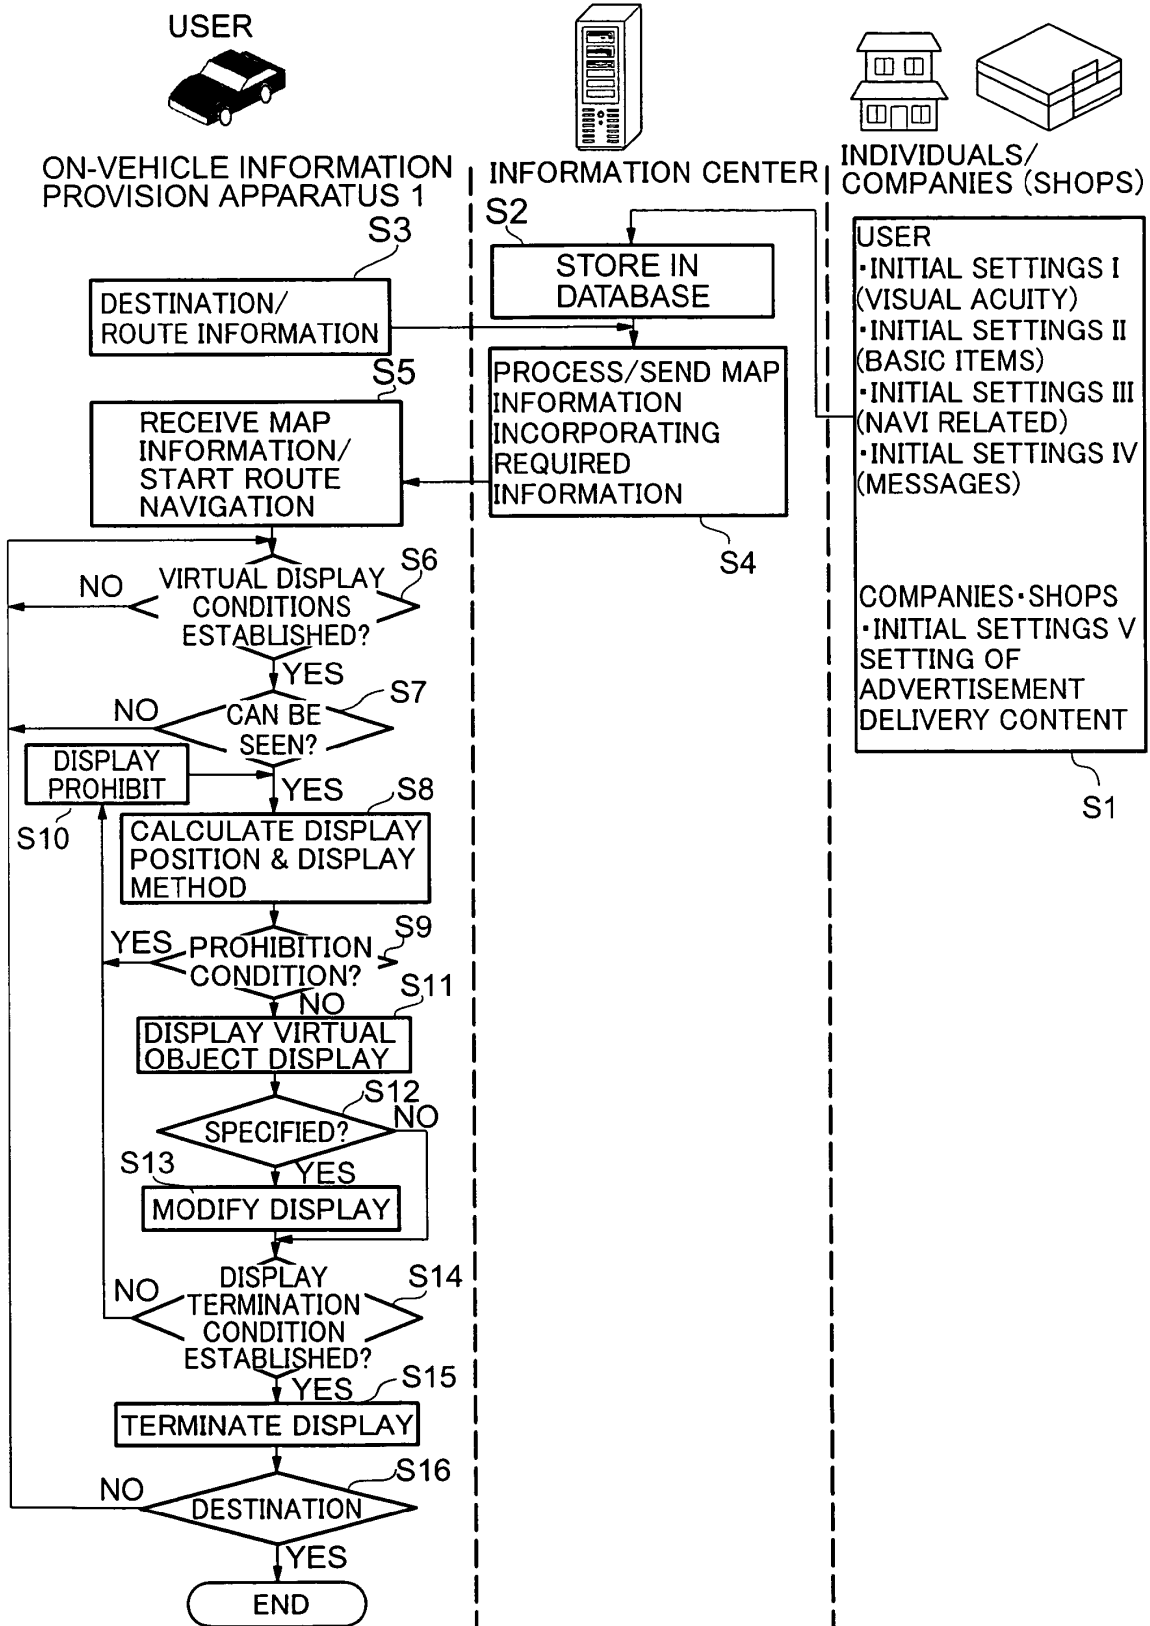 USER
ON-VEHICLE INFORMATION
PROVISION APPARATUS 1
INFORMATION CENTER
INDIVIDUALS/
COMPANIES (SHOPS)
S3
DESTINATION/
ROUTE INFORMATION
S2
STORE IN
DATABASE
USER
・INITIAL SETTINGS I
(VISUAL ACUITY)
・INITIAL SETTINGS II
(BASIC ITEMS)
・INITIAL SETTINGS III
(NAVI RELATED)
・INITIAL SETTINGS IV
(MESSAGES)
COMPANIES・SHOPS
・INITIAL SETTINGS V
SETTING OF
ADVERTISEMENT
DELIVERY CONTENT
S1
PROCESS/SEND MAP
INFORMATION
INCORPORATING
REQUIRED
INFORMATION
S4
S5
RECEIVE MAP
INFORMATION/
START ROUTE
NAVIGATION
S6
NO
VIRTUAL DISPLAY
CONDITIONS
ESTABLISHED?
YES
S7
NO
CAN BE
SEEN?
YES
DISPLAY
PROHIBIT
S10
S8
CALCULATE DISPLAY
POSITION & DISPLAY
METHOD
S9
YES
PROHIBITION
CONDITION?
NO
S11
DISPLAY VIRTUAL
OBJECT DISPLAY
S12
NO
SPECIFIED?
YES
S13
MODIFY DISPLAY
S14
NO
DISPLAY
TERMINATION
CONDITION
ESTABLISHED?
YES
S15
TERMINATE DISPLAY
S16
NO
DESTINATION
YES
END